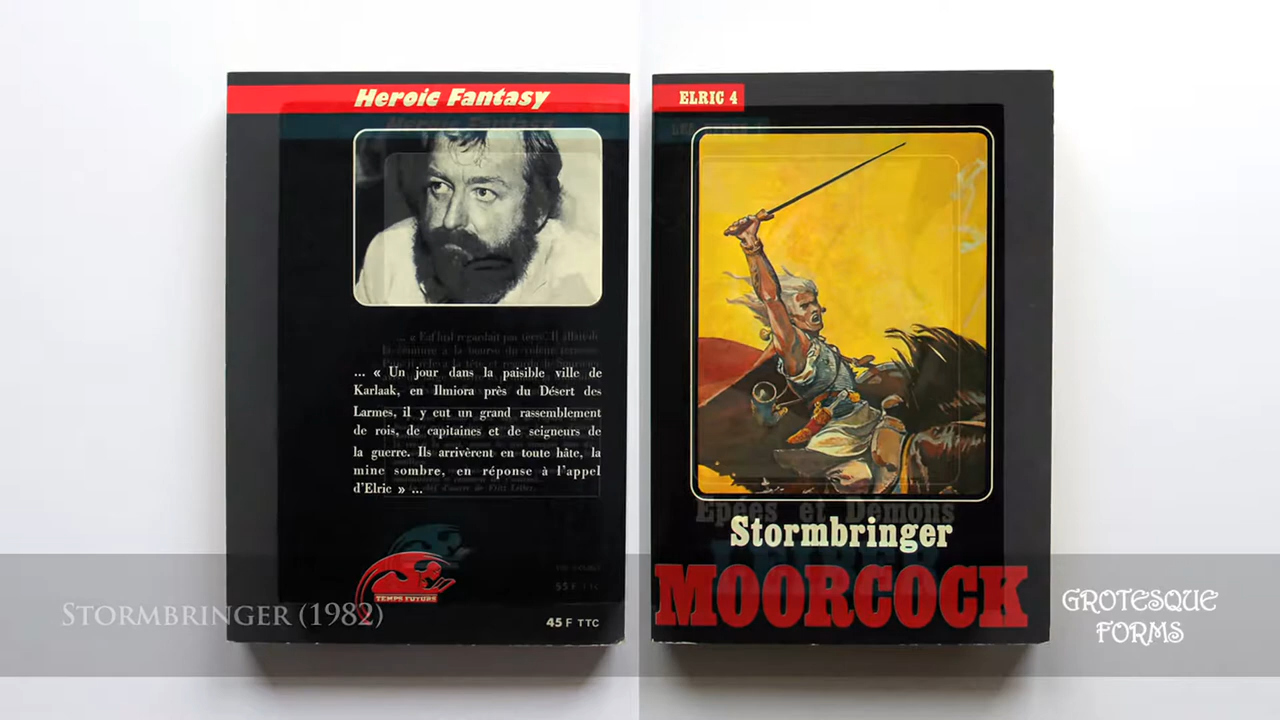 Heroic Fantasy
... « Un jour dans la paisible ville de
Karlaak, en Ilmiora près du Désert des
Larmes, il y eut un grand rassemblement
de rois, de capitaines et de seigneurs de
la guerre. Ils arrivèrent en toute hâte, la
mine sombre, en réponse à l'appel
d'Elric » ...
TEMPS FUTURS
45 F TTC
ELRIC 4
Epées et Démons
Stormbringer
MOORCOCK
STORMBRINGER (1982)
GROTESQUE
FORMS